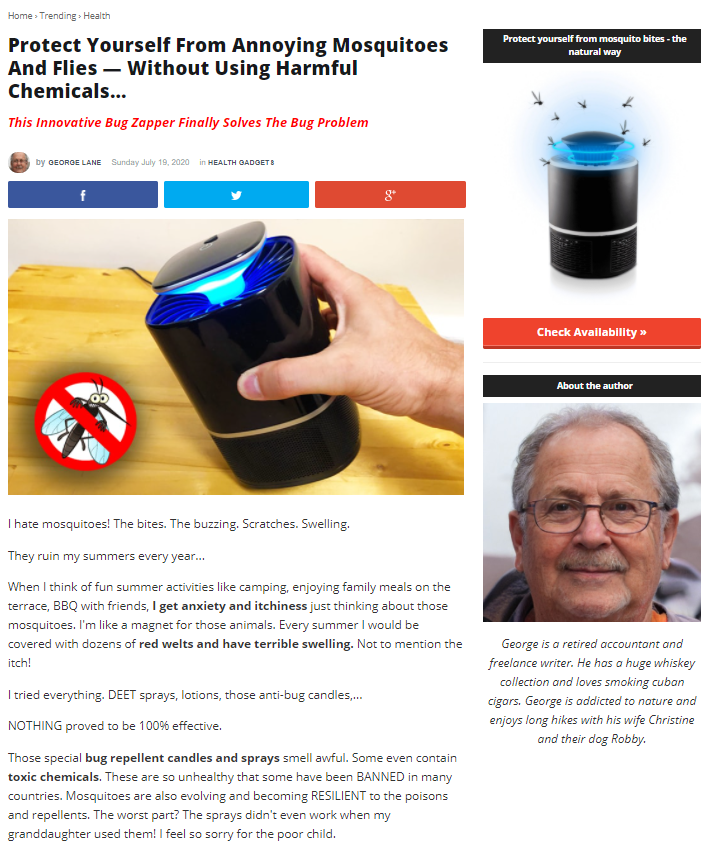 Home › Trending › Health
Protect Yourself From Annoying Mosquitoes
And Flies — Without Using Harmful
Chemicals...
This Innovative Bug Zapper Finally Solves The Bug Problem
by GEORGE LANE Sunday July 19, 2020 in HEALTH GADGETS
f
g+
I hate mosquitoes! The bites. The buzzing. Scratches. Swelling.
They ruin my summers every year...
When I think of fun summer activities like camping, enjoying family meals on the
terrace, BBQ with friends, I get anxiety and itchiness just thinking about those
mosquitoes. I'm like a magnet for those animals. Every summer I would be
covered with dozens of red welts and have terrible swelling. Not to mention the
itch!
I tried everything. DEET sprays, lotions, those anti-bug candles,...
NOTHING proved to be 100% effective.
Those special bug repellent candles and sprays smell awful. Some even contain
toxic chemicals. These are so unhealthy that some have been BANNED in many
countries. Mosquitoes are also evolving and becoming RESILIENT to the poisons
and repellents. The worst part? The sprays didn't even work when my
granddaughter used them! I feel so sorry for the poor child.
Protect yourself from mosquito bites - the
natural way
Check Availability »
About the author
George is a retired accountant and
freelance writer. He has a huge whiskey
collection and loves smoking cuban
cigars. George is addicted to nature and
enjoys long hikes with his wife Christine
and their dog Robby.